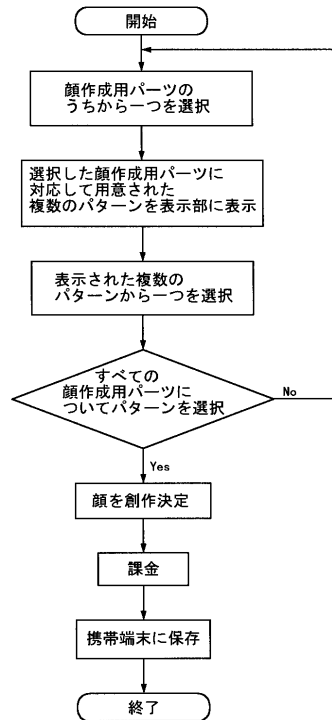 開始
顔作成用パーツの
うちから一つを選択
選択した顔作成用パーツに
対応して用意された
複数のパターンを表示部に表示
表示された複数の
パターンから一つを選択
すべての
顔作成用パーツに
ついてパターンを選択
No
Yes
顔を創作決定
課金
携帯端末に保存
終了